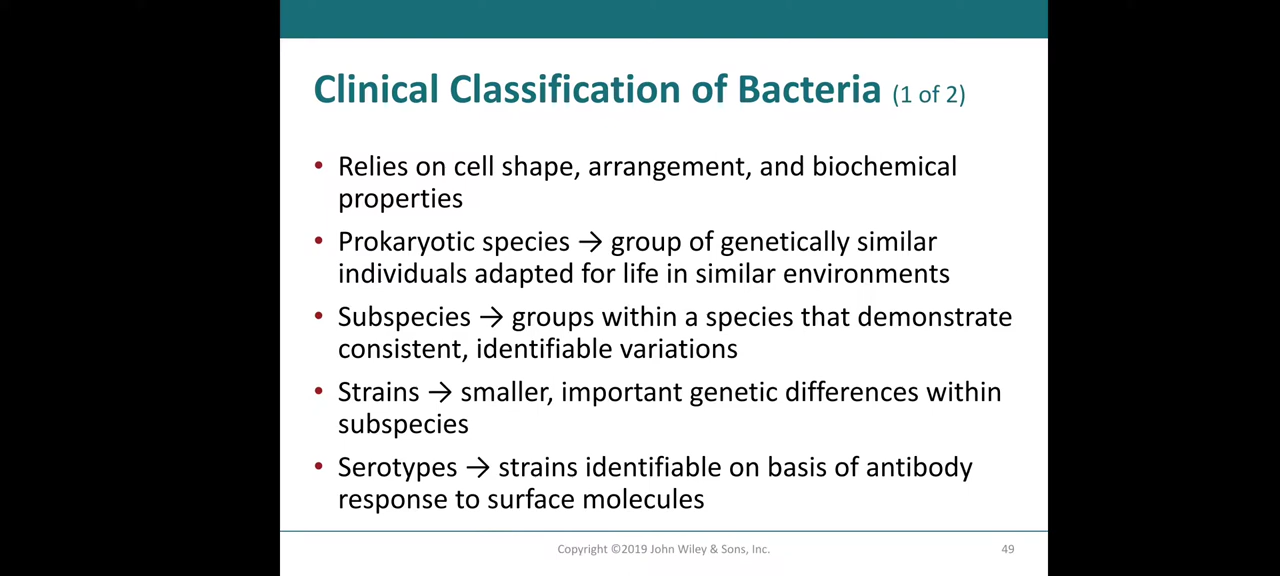 Clinical Classification of Bacteria (1 of 2)
• Relies on cell shape, arrangement, and biochemical
properties
• Prokaryotic species → group of genetically similar
individuals adapted for life in similar environments
• Subspecies → groups within a species that demonstrate
consistent, identifiable variations
• Strains → smaller, important genetic differences within
subspecies
• Serotypes → strains identifiable on basis of antibody
response to surface molecules
Copyright ©2019 John Wiley & Sons, Inc.
49